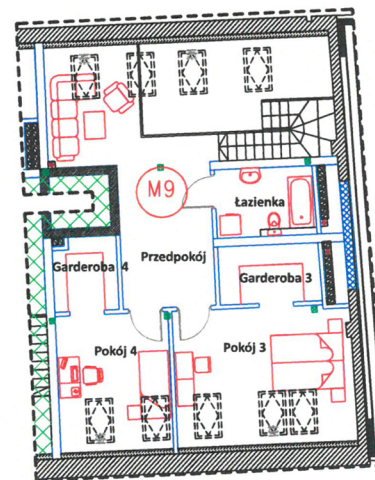 M9
Łazienka
Przedpokój
Garderoba 4
Garderoba 3
Pokój 4
Pokój 3